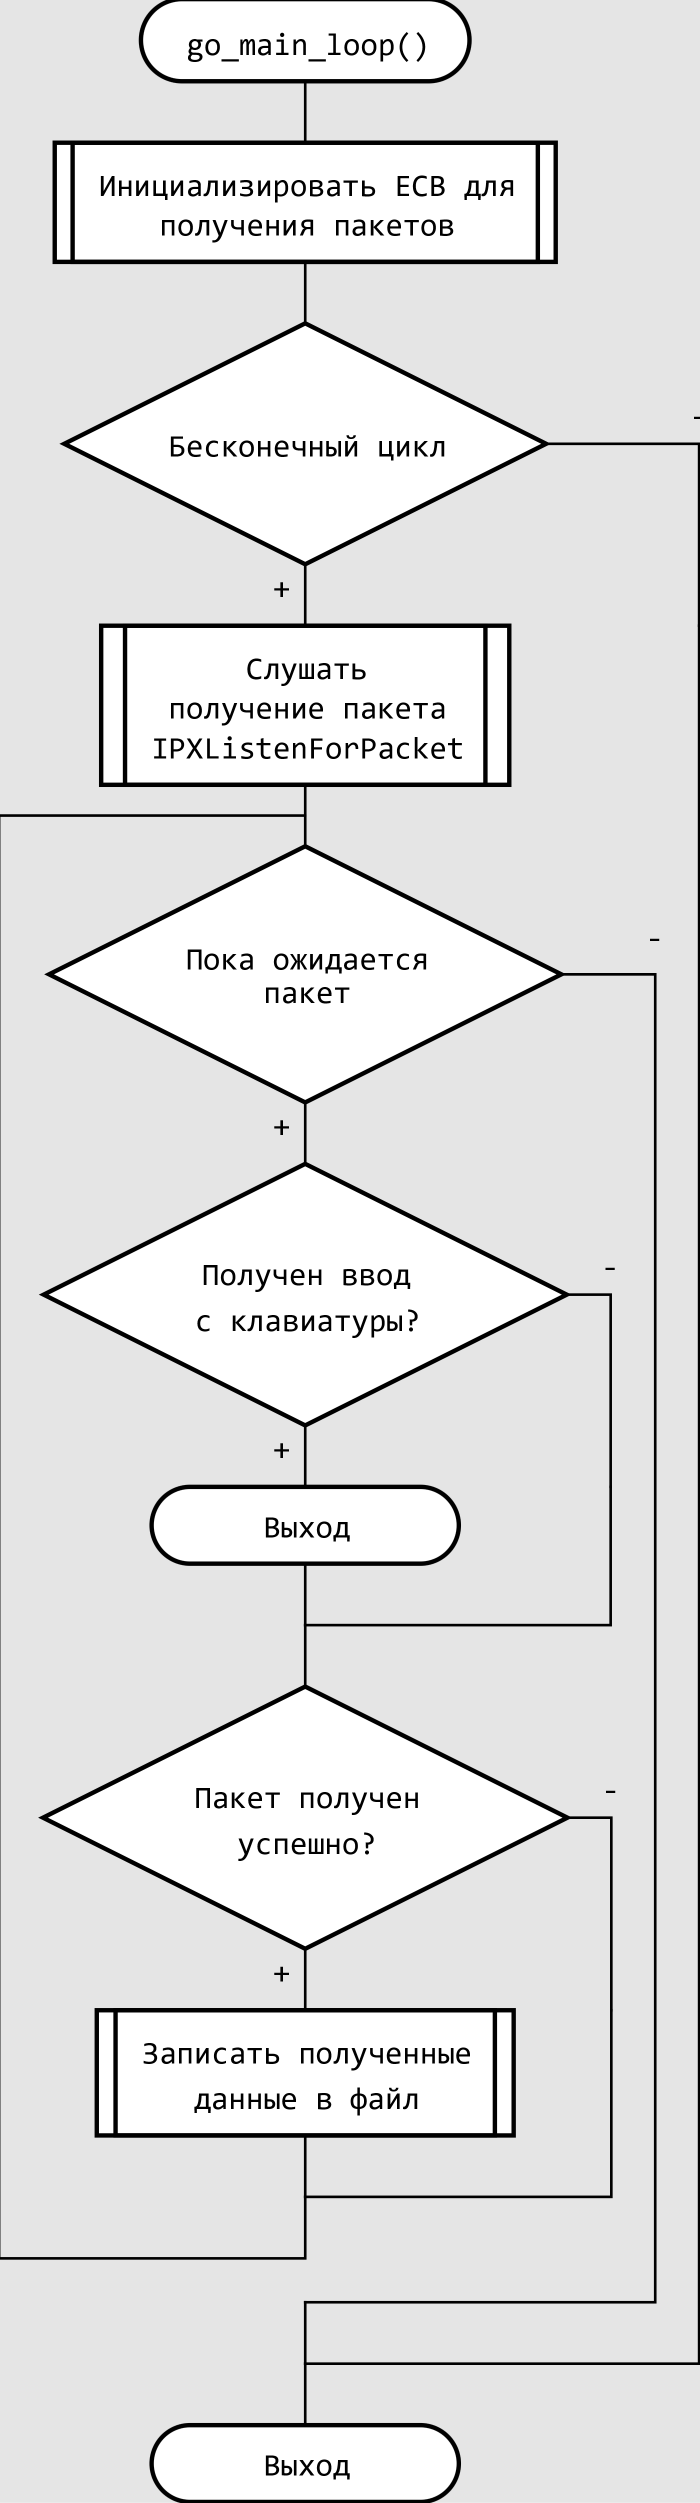 go_main_loop()
Инициализировать ECB для
получения пакетов
Бесконечный цикл
-
+
Слушать
получение пакета
IPXListenForPacket
-
Пока ожидается
пакет
+
-
Получен ввод
с клавиатуры?
+
Выход
-
Пакет получен
успешно?
+
Записать полученные
данные в файл
Выход